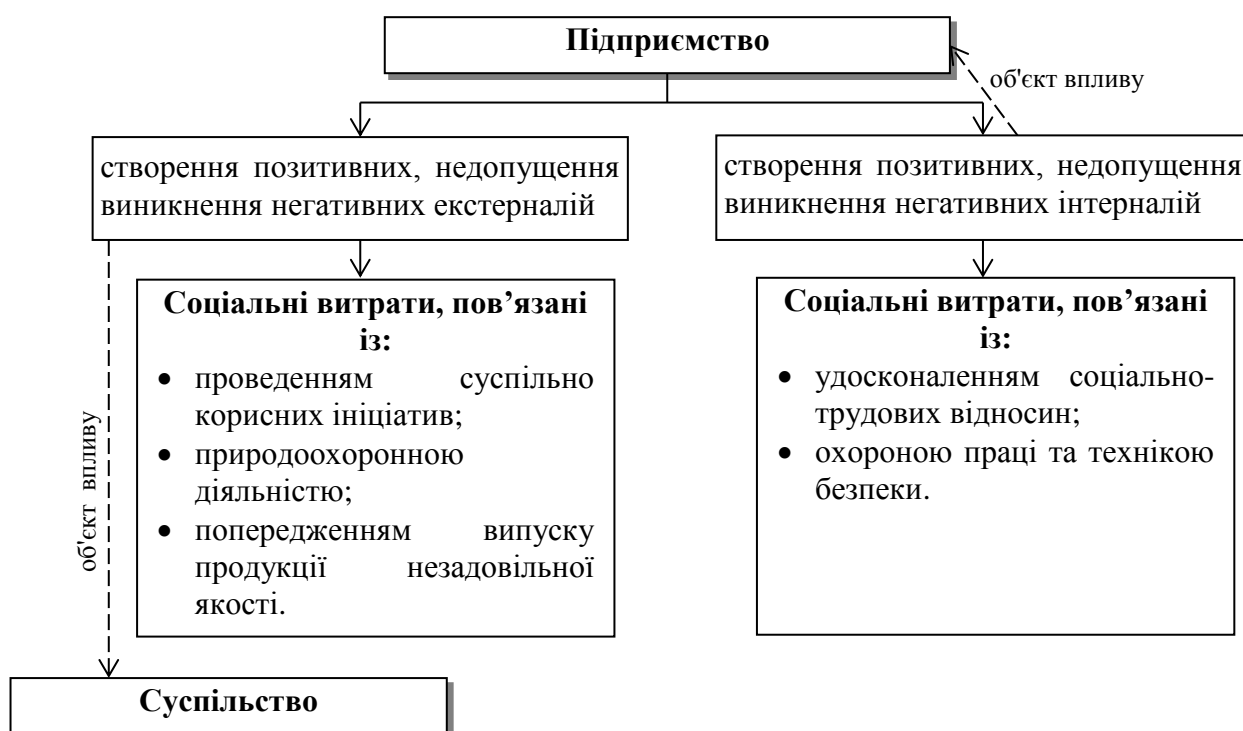 Підприємство
об'єкт впливу
створення позитивних, недопущення
виникнення негативних екстерналій
створення позитивних, недопущення
виникнення негативних інтерналій
Соціальні витрати, пов’язані
із:
• проведенням суспільно
корисних ініціатив;
• природоохоронною
діяльністю;
• попередженням випуску
продукції незадовільної
якості.
Соціальні витрати, пов’язані
із:
• удосконаленням соціально-
трудових відносин;
• охороною праці та технікою
безпеки.
об'єкт впливу
Суспільство